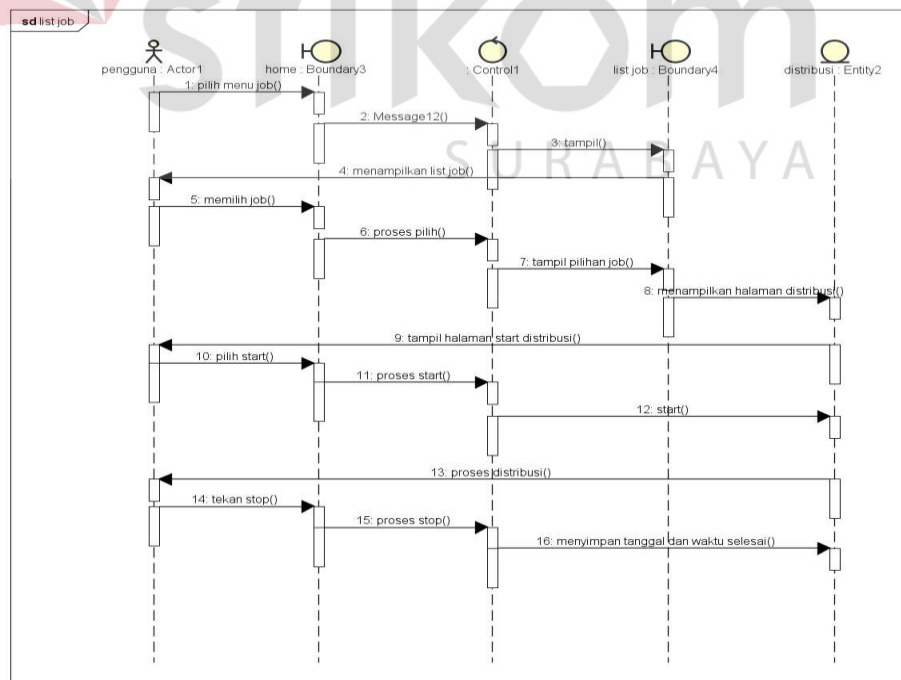 stikom
SURABAYA
sd list job
pengguna : Actor1
home : Boundary3
: Control1
list job : Boundary4
distribusi : Entity2
1: pilih menu job()
2: Message12()
3: tampil()
4: menampilkan list job()
5: memilih job()
6: proses pilih()
7: tampil pilihan job()
8: menampilkan halaman distribusi()
9: tampil halaman start distribusi()
10: pilih start()
11: proses start()
12: start()
13: proses distribusi()
14: tekan stop()
15: proses stop()
16: menyimpan tanggal dan waktu selesai()